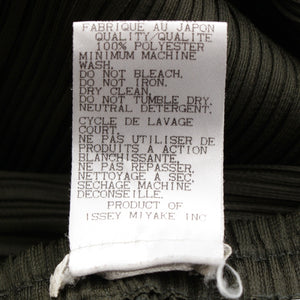 FABRIQUE AU JAPON
QUALITY/QUALITE
100% POLYESTER
MINIMUM MACHINE
WASH.
DO NOT BLEACH.
DO NOT IRON.
DRY CLEAN.
DO NOT TUMBLE DRY.
NEUTRAL DETERGENT.
CYCLE DE LAVAGE
COURT.
NE PAS UTILISER DE
PRODUITS A ACTION
BLANCHISSANTE.
NE PAS REPASSER.
NETTOYAGE A SEC.
SECHAGE MACHINE
DECONSEILLE.
PRODUCT OF
ISSEY MIYAKE INC